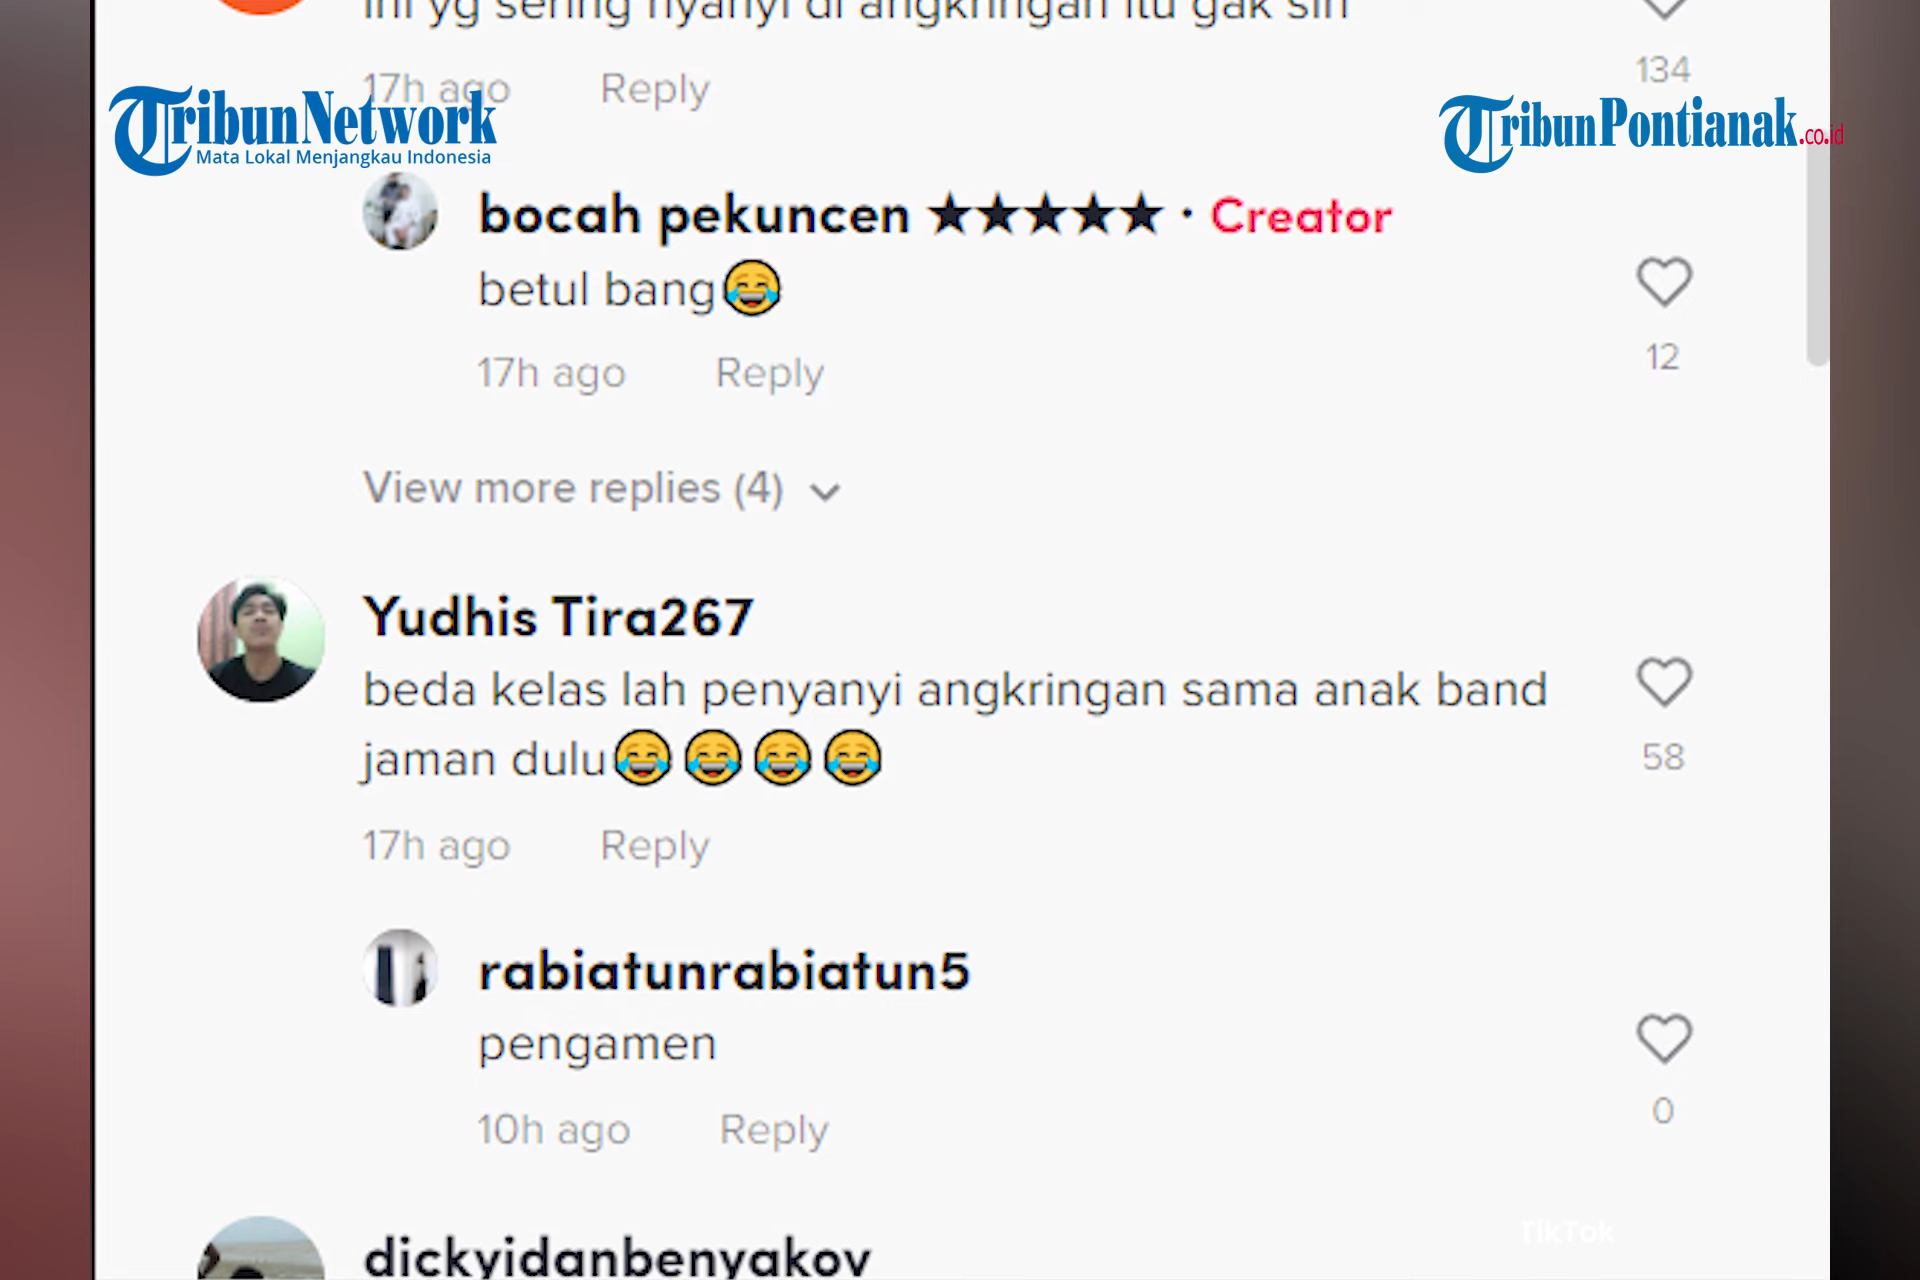 ini yg sering nyanyi di angkringan itu gak sih
134
17h ago Reply
TribunNetwork
Mata Lokal Menjangkau Indonesia
TribunPontianak.co.id
bocah pekuncen ★★★★★ · Creator
betul bang😂
12
17h ago Reply
View more replies (4)
Yudhis Tira267
beda kelas lah penyanyi angkringan sama anak band
jaman dulu😂😂😂😂
58
17h ago Reply
rabiatunrabiatun5
pengamen
0
10h ago Reply
TikTok
dickyidanbenyakov